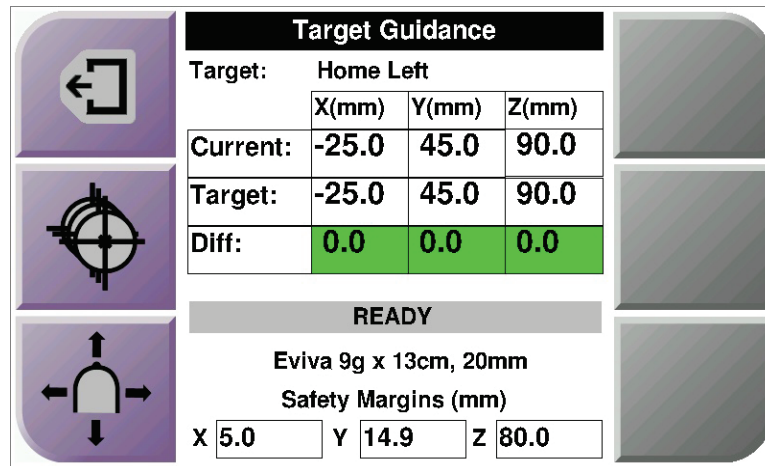 Target Guidance
Target: Home Left
X(mm) Y(mm) Z(mm)
Current: -25.0 45.0 90.0
Target: -25.0 45.0 90.0
Diff: 0.0 0.0 0.0
READY
Eviva 9g x 13cm, 20mm
Safety Margins (mm)
X 5.0 Y 14.9 Z 80.0